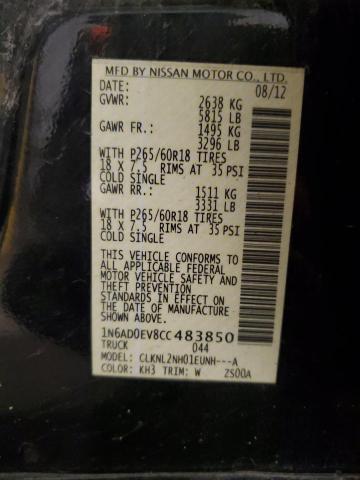 MFD BY NISSAN MOTOR CO., LTD.
DATE: 08/12
GVWR: 2638 KG
5815 LB
GAWR FR.: 1495 KG
3296 LB
WITH P265/60R18 TIRES
18 X 7.5 RIMS AT 35 PSI
COLD SINGLE
GAWR RR.: 1511 KG
3331 LB
WITH P265/60R18 TIRES
18 X 7.5 RIMS AT 35 PSI
COLD SINGLE
THIS VEHICLE CONFORMS TO
ALL APPLICABLE FEDERAL
MOTOR VEHICLE SAFETY AND
THEFT PREVENTION
STANDARDS IN EFFECT ON
THE DATE OF MANUFACTURE
SHOWN ABOVE.
1N6AD0EV8CC483850
TRUCK 044
MODEL: CLKNL2NH01EUNH---A
COLOR: KH3 TRIM: W ZS00A